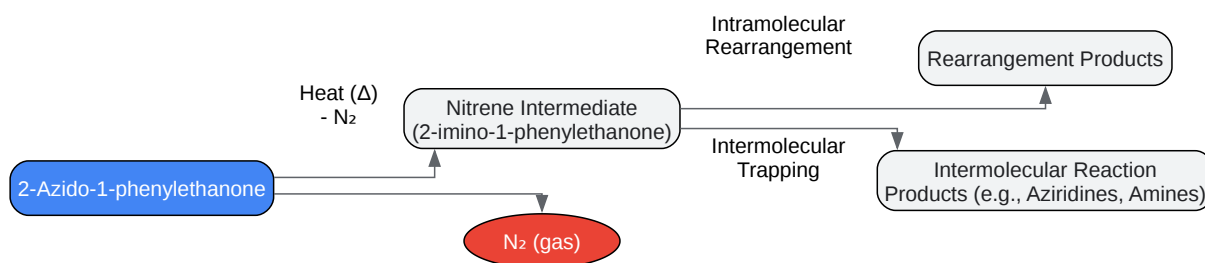 Intramolecular
Rearrangement
Rearrangement Products
Heat (Δ)
- N₂
Nitrene Intermediate
(2-imino-1-phenylethanone)
Intermolecular
Trapping
Intermolecular Reaction
Products (e.g., Aziridines, Amines)
2-Azido-1-phenylethanone
N₂ (gas)